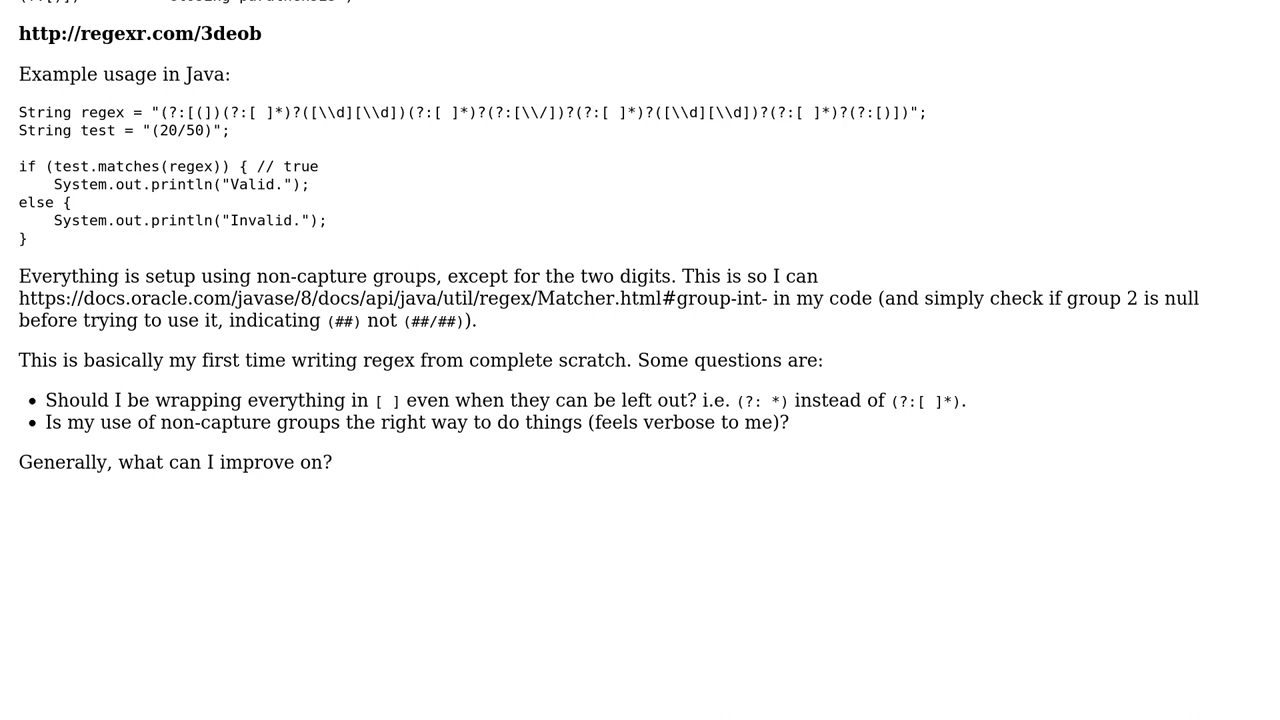 http://regexr.com/3deob
Example usage in Java:
String regex = "(?:[(])(?:[ ]*)?([\\d][\\d])(?:[ ]*)?(?:[\\/])?(?:[ ]*)?([\\d][\\d])?(?:[ ]*)?(?:[)])";
String test = "(20/50)";
if (test.matches(regex)) { // true
    System.out.println("Valid.");
else {
    System.out.println("Invalid.");
}
Everything is setup using non-capture groups, except for the two digits. This is so I can
https://docs.oracle.com/javase/8/docs/api/java/util/regex/Matcher.html#group-int- in my code (and simply check if group 2 is null
before trying to use it, indicating (##) not (##/##)).
This is basically my first time writing regex from complete scratch. Some questions are:
• Should I be wrapping everything in [ ] even when they can be left out? i.e. (?: *) instead of (?:[ ]*).
• Is my use of non-capture groups the right way to do things (feels verbose to me)?
Generally, what can I improve on?